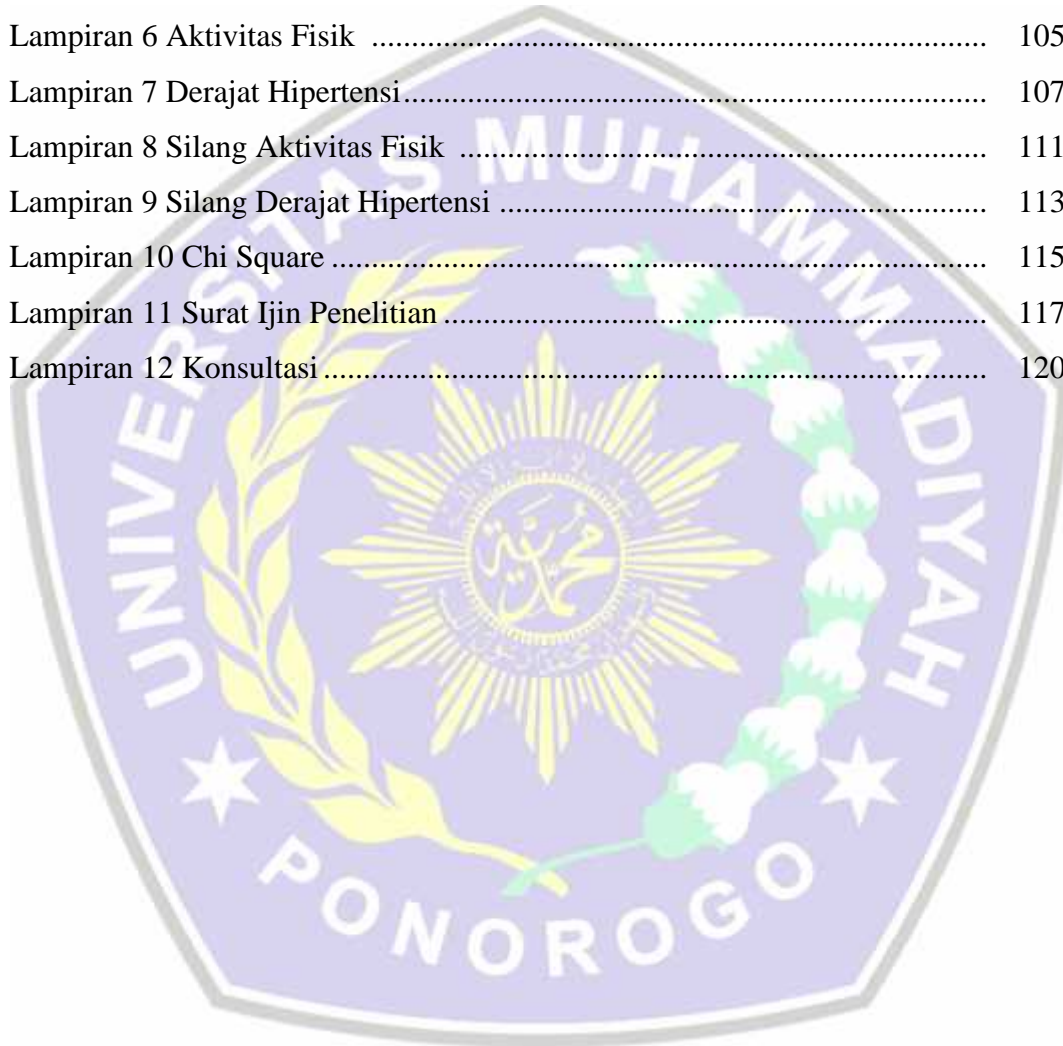 Lampiran 6 Aktivitas Fisik ........................................................................... 105
Lampiran 7 Derajat Hipertensi....................................................................... 107
Lampiran 8 Silang Aktivitas Fisik ................................................................ 111
Lampiran 9 Silang Derajat Hipertensi ........................................................... 113
Lampiran 10 Chi Square ................................................................................ 115
Lampiran 11 Surat Ijin Penelitian .................................................................. 117
Lampiran 12 Konsultasi ................................................................................. 120
UNIVERSITAS MUHAMMADIYAH
PONOROGO